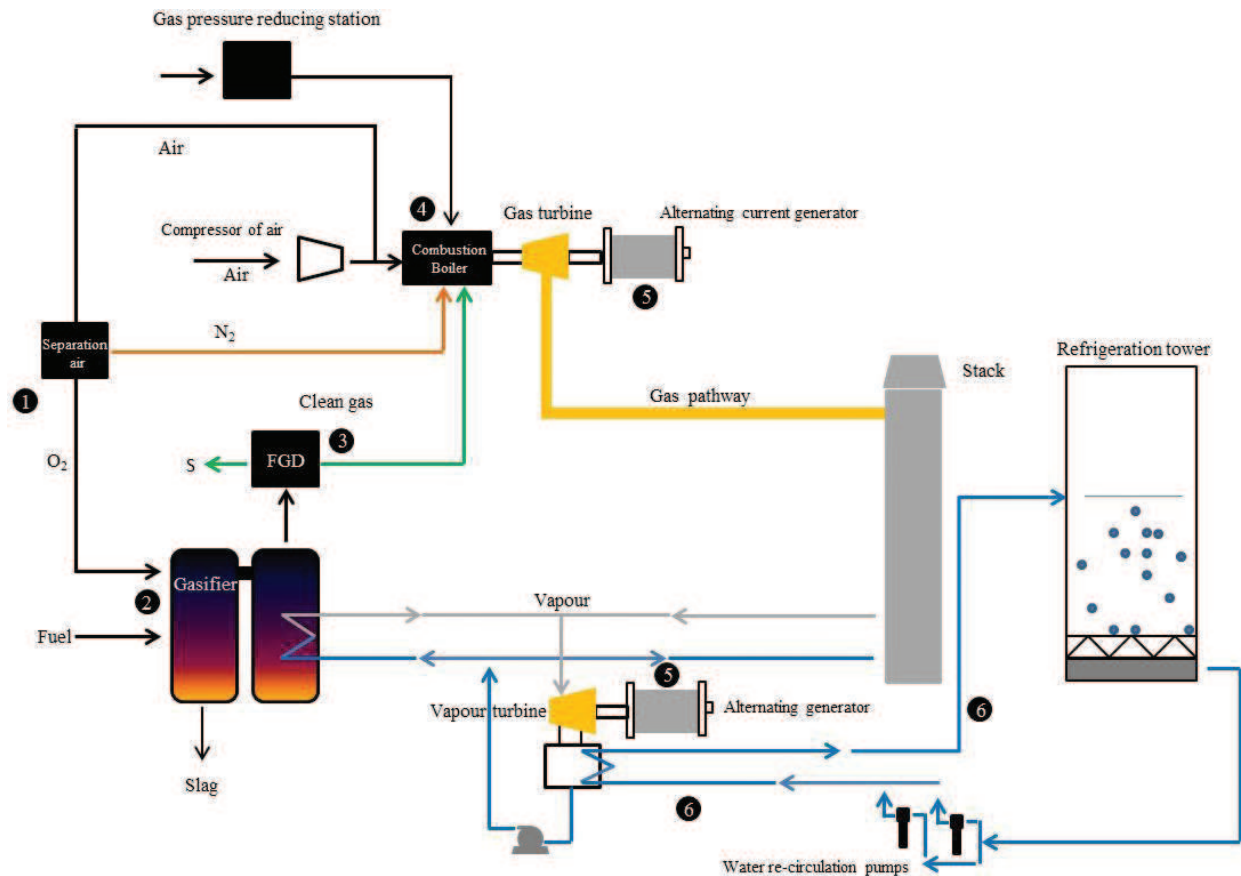 Gas pressure reducing station
Air
4
Gas turbine
Alternating current generator
Compressor of air
Combustion
Boiler
Air
5
N2
Separation
air
1
Refrigeration tower
Stack
Clean gas
Gas pathway
3
O2
S
FGD
Gasifier
2
Vapour
Fuel
5
Vapour turbine
Alternating generator
6
Slag
6
Water re-circulation pumps